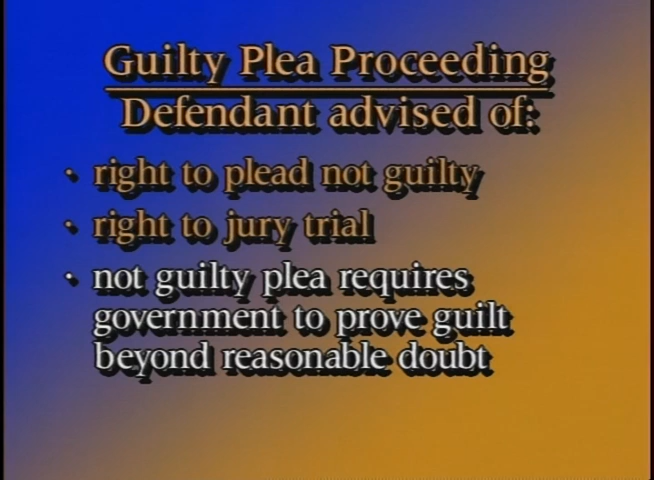 Guilty Plea Proceeding
Defendant advised of:
• right to plead not guilty
• right to jury trial
• not guilty plea requires
government to prove guilt
beyond reasonable doubt